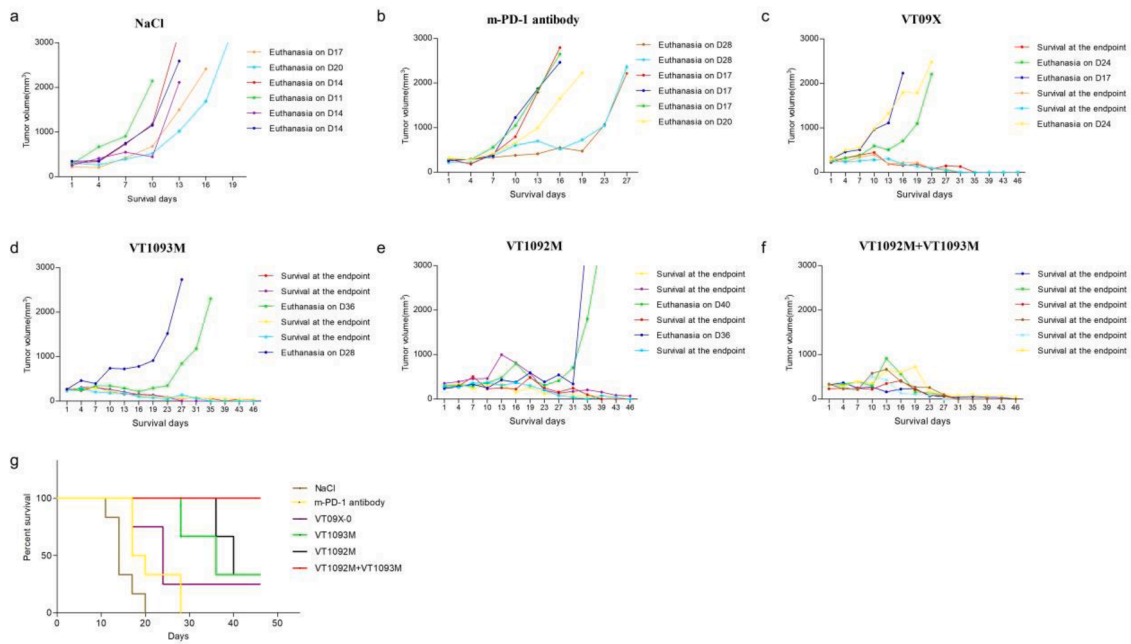 a
NaCl
Tumor volume(mm³)
3000
2000
1000
0
1 4 7 10 13 16 19
Survival days
Euthanasia on D17
Euthanasia on D20
Euthanasia on D14
Euthanasia on D11
Euthanasia on D14
Euthanasia on D14
b
m-PD-1 antibody
Tumor volume(mm³)
3000
2000
1000
0
1 4 7 10 13 16 19 23 27
Survival days
Euthanasia on D28
Euthanasia on D28
Euthanasia on D17
Euthanasia on D17
Euthanasia on D17
Euthanasia on D20
c
VT09X
Tumor volume(mm³)
3000
2000
1000
0
1 4 7 10 13 16 19 23 28 31 35 39 43 46
Survival days
Survival at the endpoint
Euthanasia on D24
Euthanasia on D17
Survival at the endpoint
Survival at the endpoint
Euthanasia on D24
d
VT1093M
Tumor volume(mm³)
3000
2000
1000
0
1 4 7 10 13 16 19 23 28 31 35 39 43 46
Survival days
Survival at the endpoint
Survival at the endpoint
Euthanasia on D36
Survival at the endpoint
Survival at the endpoint
Euthanasia on D28
e
VT1092M
Tumor volume(mm³)
3000
2000
1000
0
1 4 7 10 13 16 19 23 28 31 35 39 43 46
Survival days
Survival at the endpoint
Survival at the endpoint
Euthanasia on D40
Survival at the endpoint
Euthanasia on D36
Survival at the endpoint
f
VT1092M+VT1093M
Tumor volume(mm³)
3000
2000
1000
0
1 4 7 10 13 16 19 23 28 31 35 39 43 46
Survival days
Survival at the endpoint
Survival at the endpoint
Survival at the endpoint
Survival at the endpoint
Survival at the endpoint
Survival at the endpoint
g
Percent survival
100
50
0
0 10 20 30 40 50
Days
NaCl
m-PD-1 antibody
VT09X-0
VT1093M
VT1092M
VT1092M+VT1093M